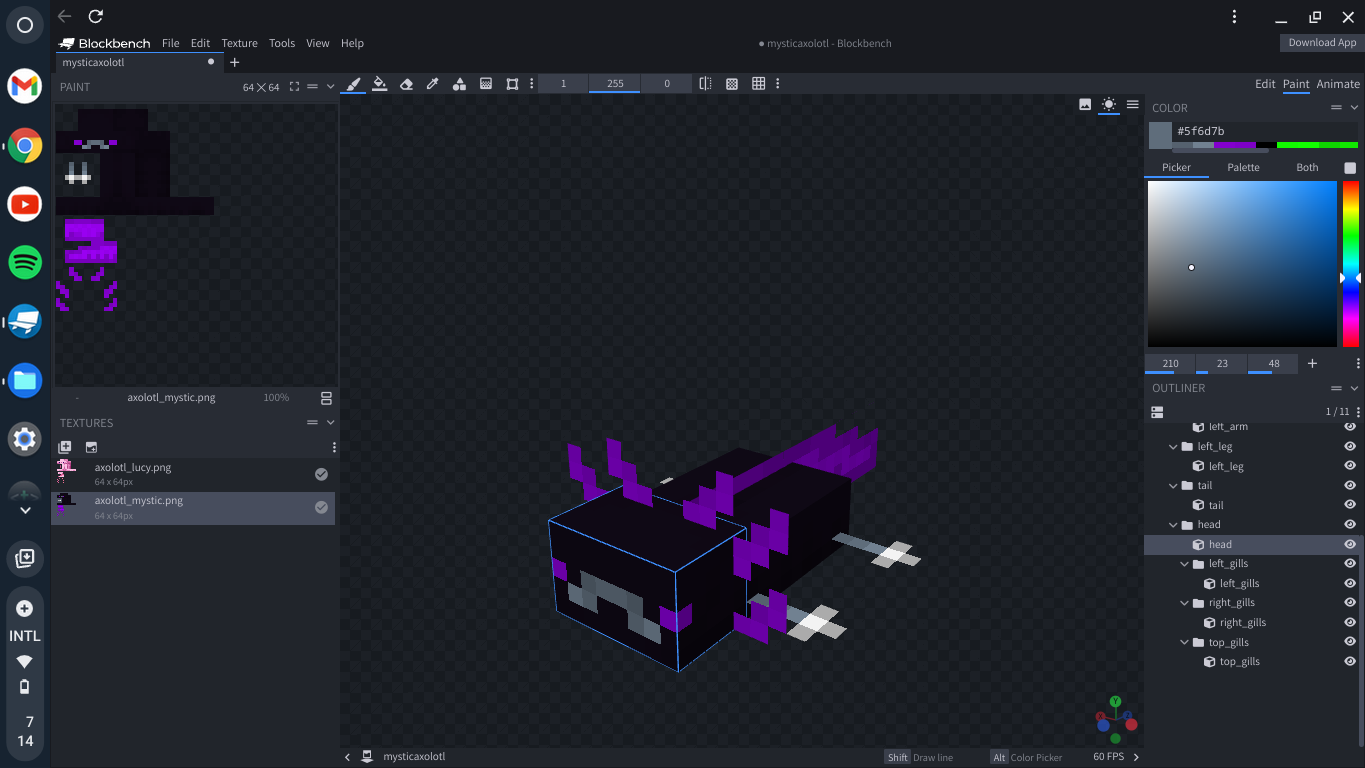 Blockbench File Edit Texture Tools View Help
● mysticaxolotl - Blockbench
Download App
mysticaxolotl
PAINT 64 × 64
1 255 0
Edit Paint Animate
COLOR
#5f6d7b
Picker Palette Both
210 23 48
- axolotl_mystic.png 100%
TEXTURES
axolotl_lucy.png
64 x 64px
axolotl_mystic.png
64 x 64px
OUTLINER
1 / 11
left_arm
left_leg
left_leg
tail
tail
head
head
left_gills
left_gills
right_gills
right_gills
top_gills
top_gills
Y
X
Z
INTL
7
14
mysticaxolotl
Shift Draw line Alt Color Picker 60 FPS